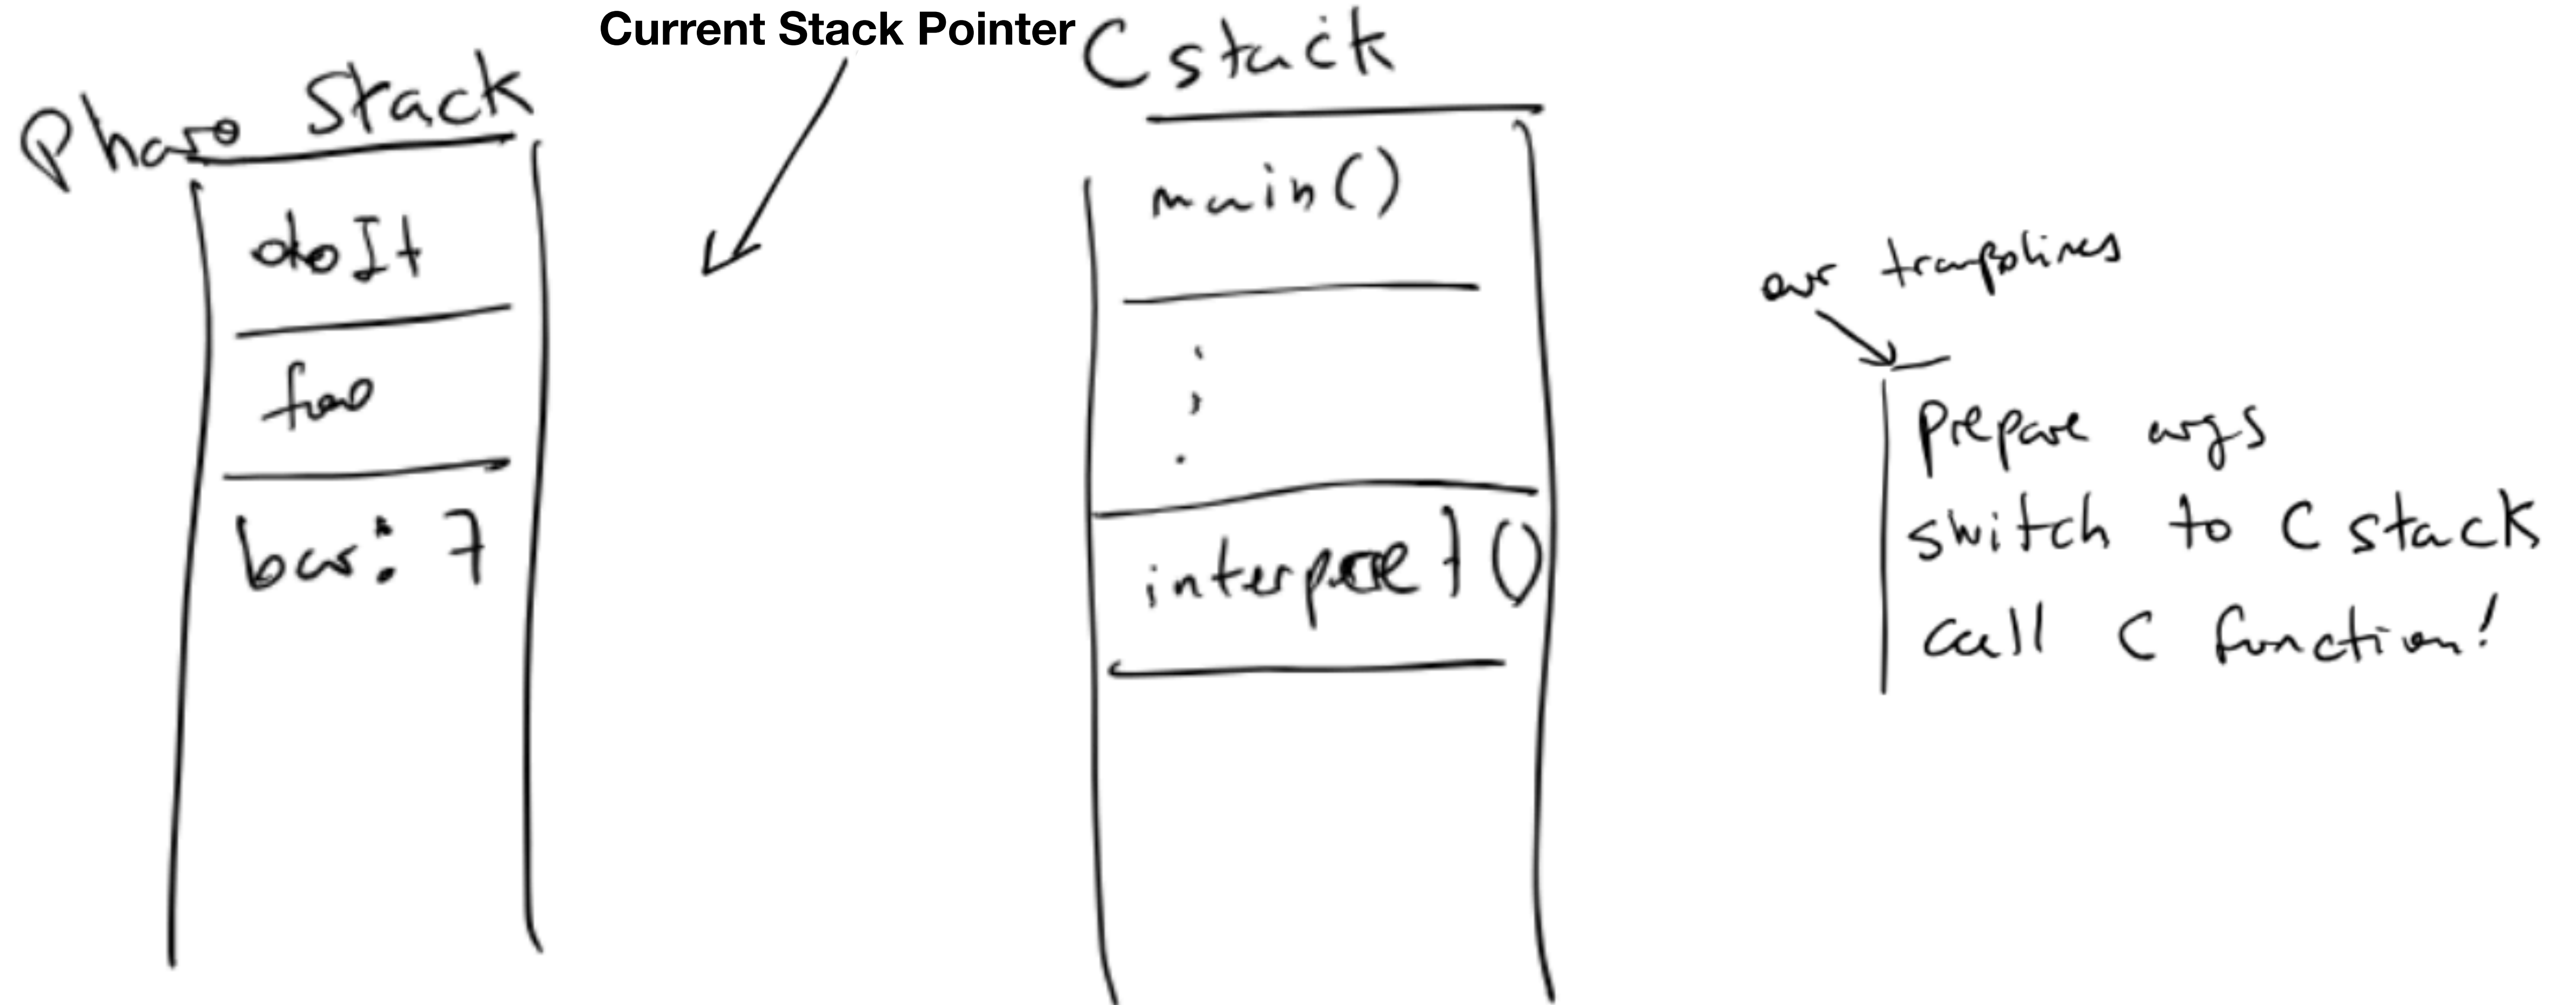 Current Stack Pointer
Pharo Stack
doIt
foo
bar: 7
C stack
main()
interpret()
our trampolines
prepare args
switch to C stack
call C function!